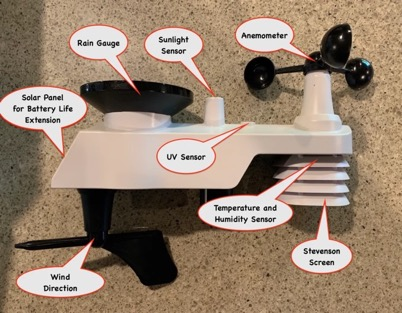 Rain Gauge
Sunlight
Sensor
Anemometer
Solar Panel
for Battery Life
Extension
UV Sensor
Temperature and
Humidity Sensor
Stevenson
Screen
Wind
Direction